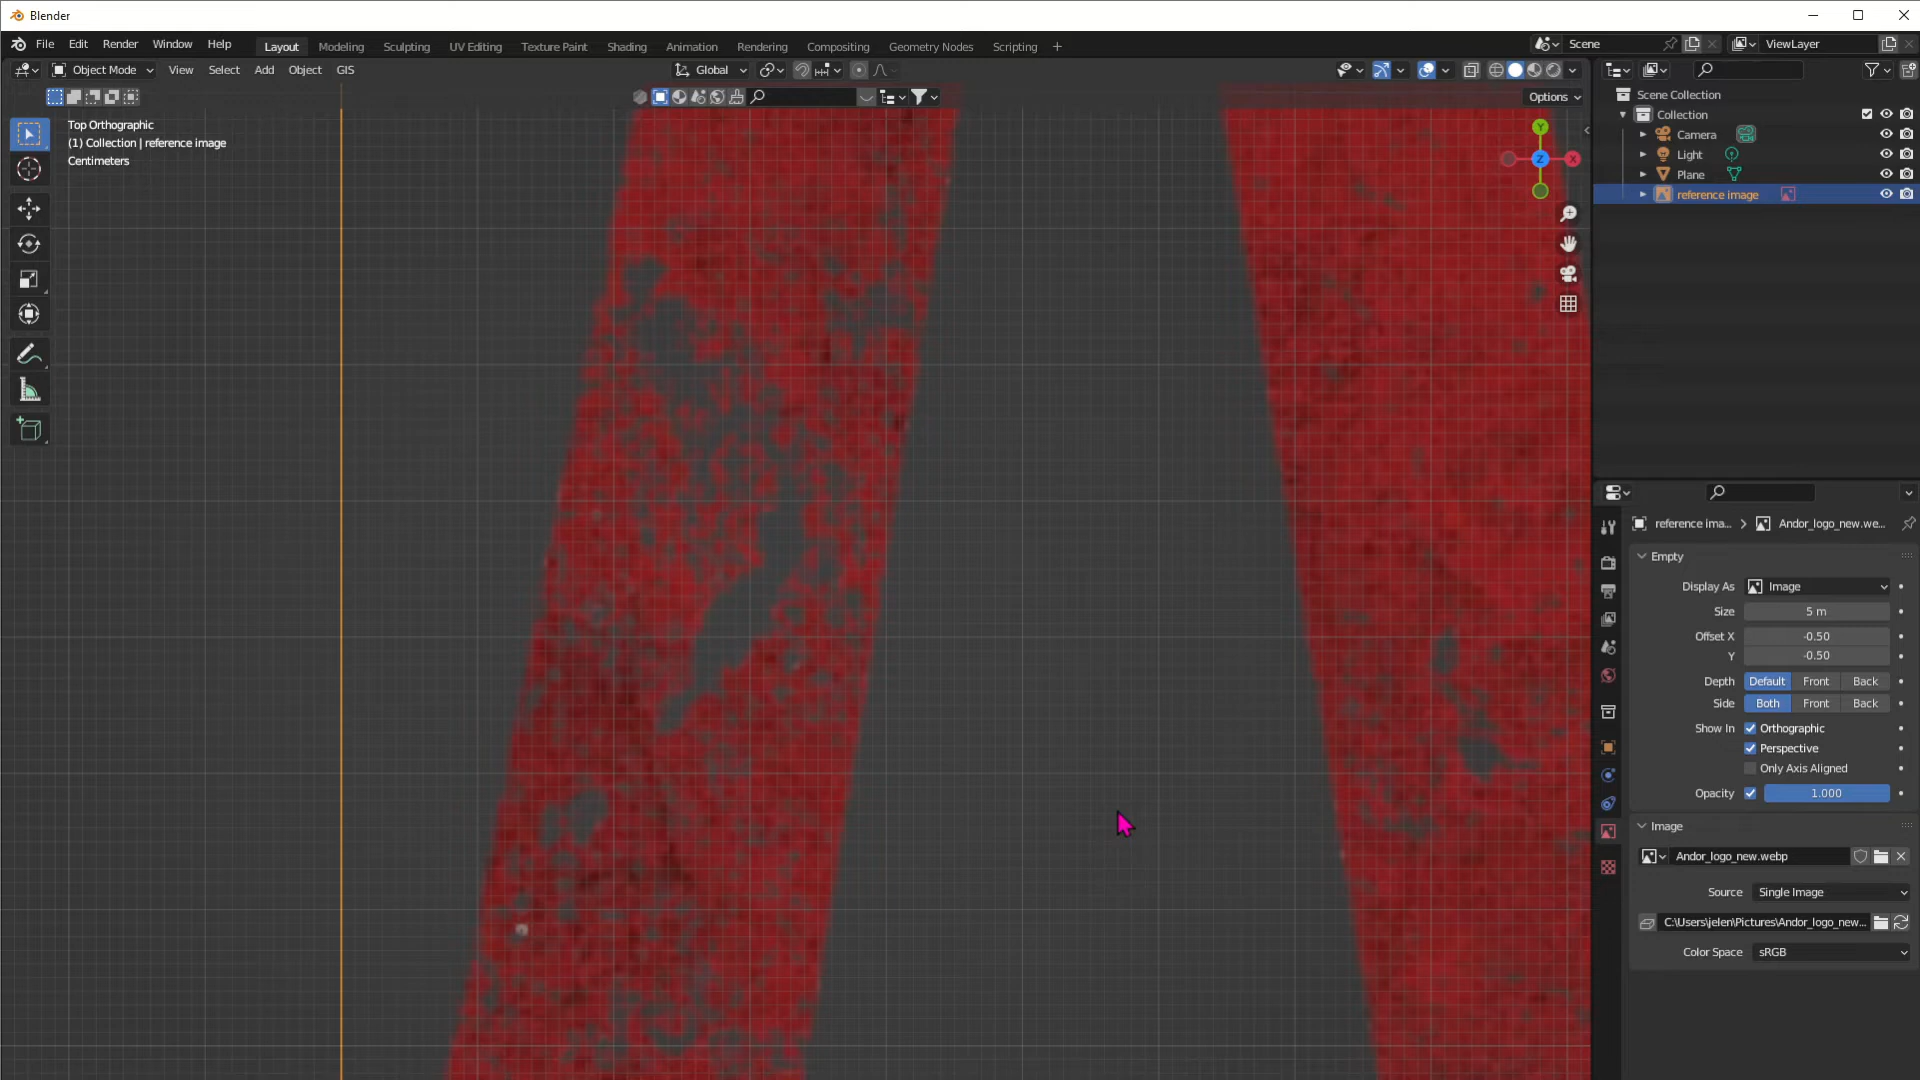 Blender
File Edit Render Window Help
Layout Modeling Sculpting UV Editing Texture Paint Shading Animation Rendering Compositing Geometry Nodes Scripting +
Scene
ViewLayer
Object Mode View Select Add Object GIS
Global
Options
Top Orthographic
(1) Collection | reference image
Centimeters
Y
Z
X
Scene Collection
Collection
Camera
Light
Plane
reference image
reference ima... > Andor_logo_new.we...
Empty
Display As Image
Size 5 m
Offset X -0.50
Y -0.50
Depth Default Front Back
Side Both Front Back
Show In Orthographic
Perspective
Only Axis Aligned
Opacity 1.000
Image
Andor_logo_new.webp
Source Single Image
C:\Users\jelen\Pictures\Andor_logo_new...
Color Space sRGB